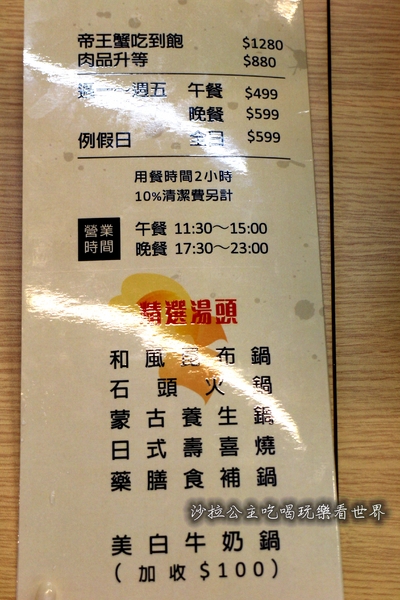 帝王蟹吃到飽 $1280
肉品升等 $880
週一～週五 午餐 $499
晚餐 $599
例假日 全日 $599
用餐時間2小時
10%清潔費另計
營業時間
午餐 11:30～15:00
晚餐 17:30～23:00
精選湯頭
和風昆布鍋
石頭火鍋
蒙古養生鍋
日式壽喜燒
藥膳食補鍋
沙拉公主吃喝玩樂看世界
美白牛奶鍋
(加收$100)